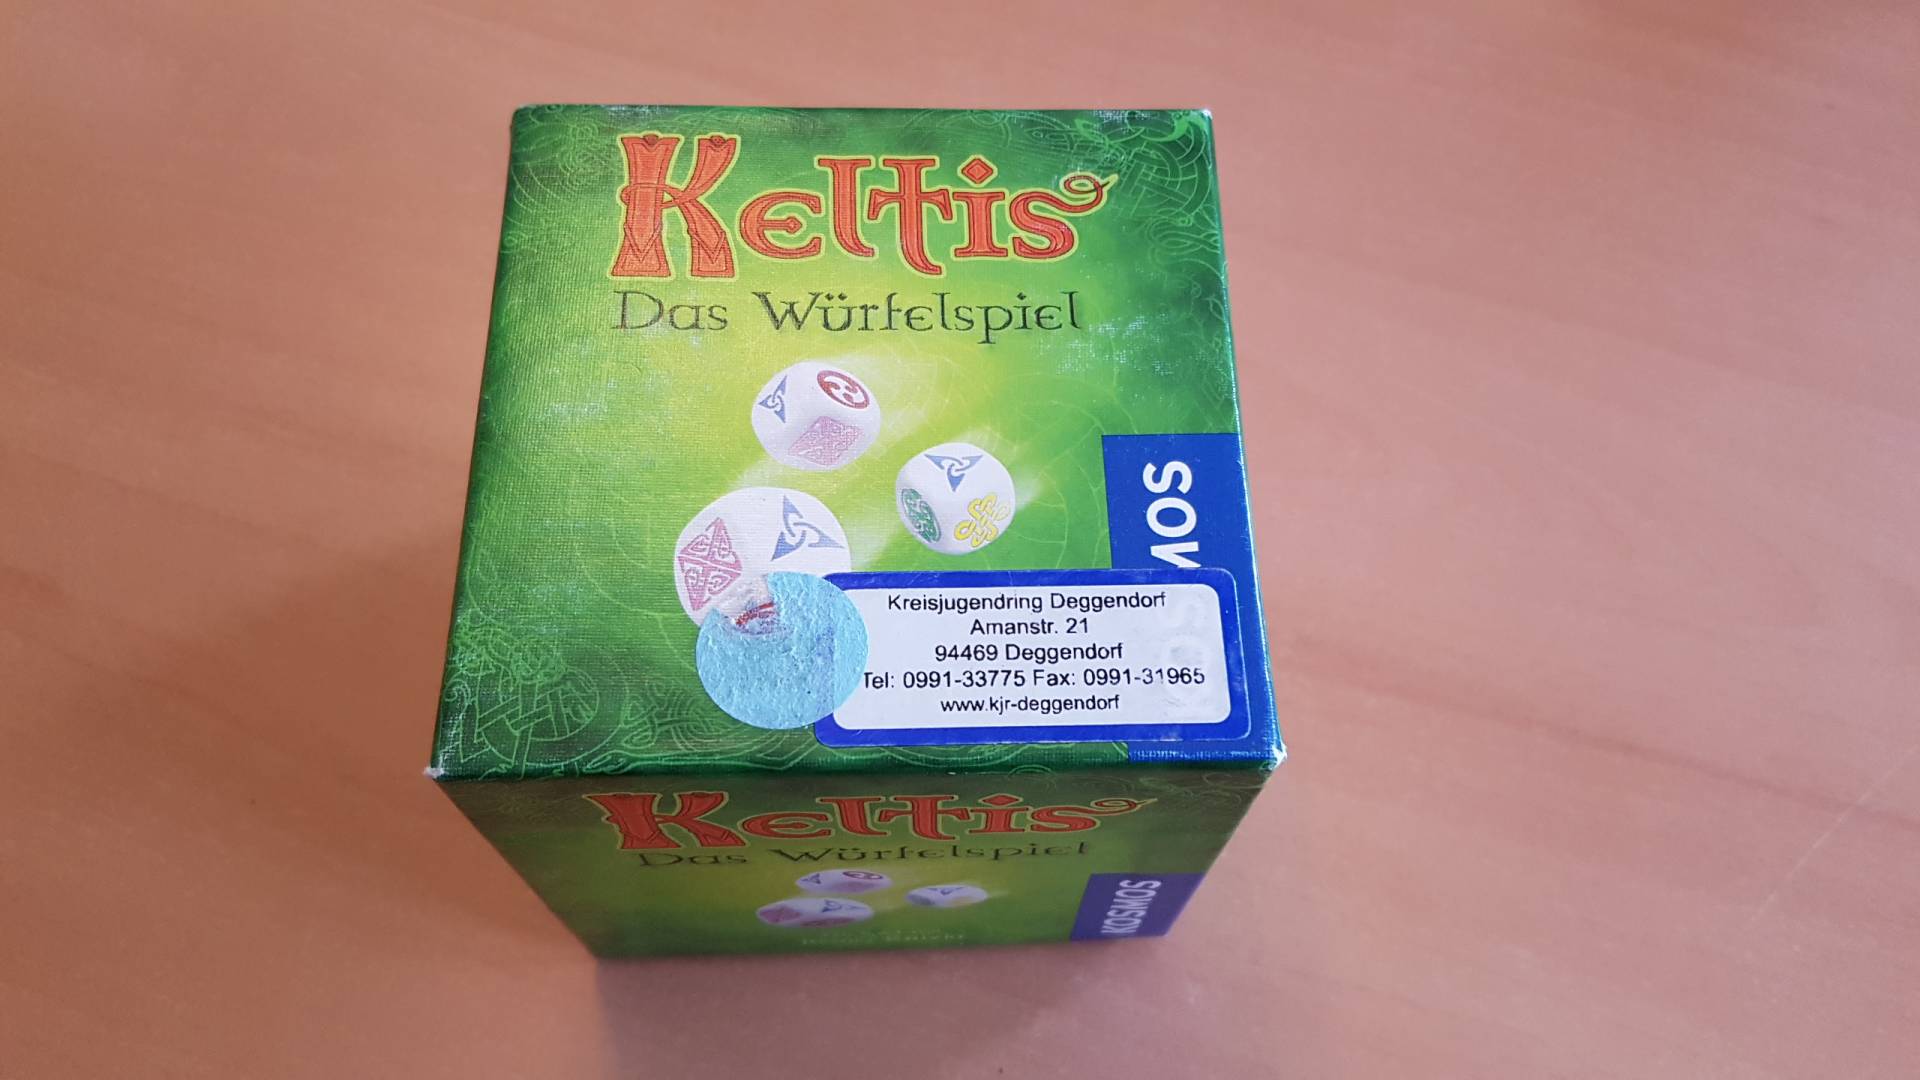 Keltis
Das Würfelspiel
KOSMOS
Kreisjugendring Deggendorf
Amanstr. 21
94469 Deggendorf
Tel: 0991-33775 Fax: 0991-31965
www.kjr-deggendorf
Keltis
Das Würfelspiel
KOSMOS